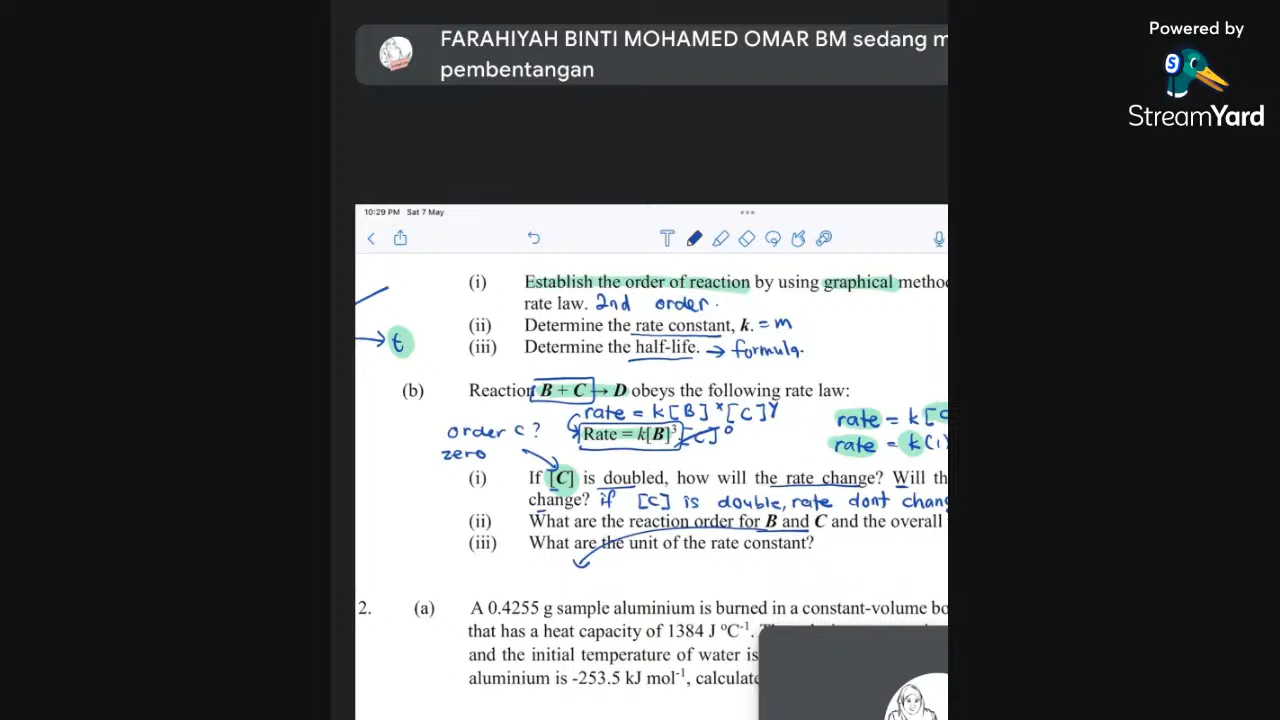 Powered by
StreamYard
FARAHIYAH BINTI MOHAMED OMAR BM sedang
pembentangan
10:29 PM Sat 7 May
(i) Establish the order of reaction by using graphical
rate law. 2nd order.
(ii) Determine the rate constant, k. = m
t
(iii) Determine the half-life. → formula.
(b) Reaction B + C → D obeys the following rate law:
rate = k[B]ˣ[C]ʸ
rate = k[
order c? Rate = k[B]³ [C]⁰
rate = k(1)
zero
(i) If [C] is doubled, how will the rate change? Will
change? if [C] is double, rate dont
(ii) What are the reaction order for B and C and the overall
(iii) What are the unit of the rate constant?
2. (a) A 0.4255 g sample aluminium is burned in a constant-volume
that has a heat capacity of 1384 J °C⁻¹.
and the initial temperature of water is
aluminium is -253.5 kJ mol⁻¹, calculate